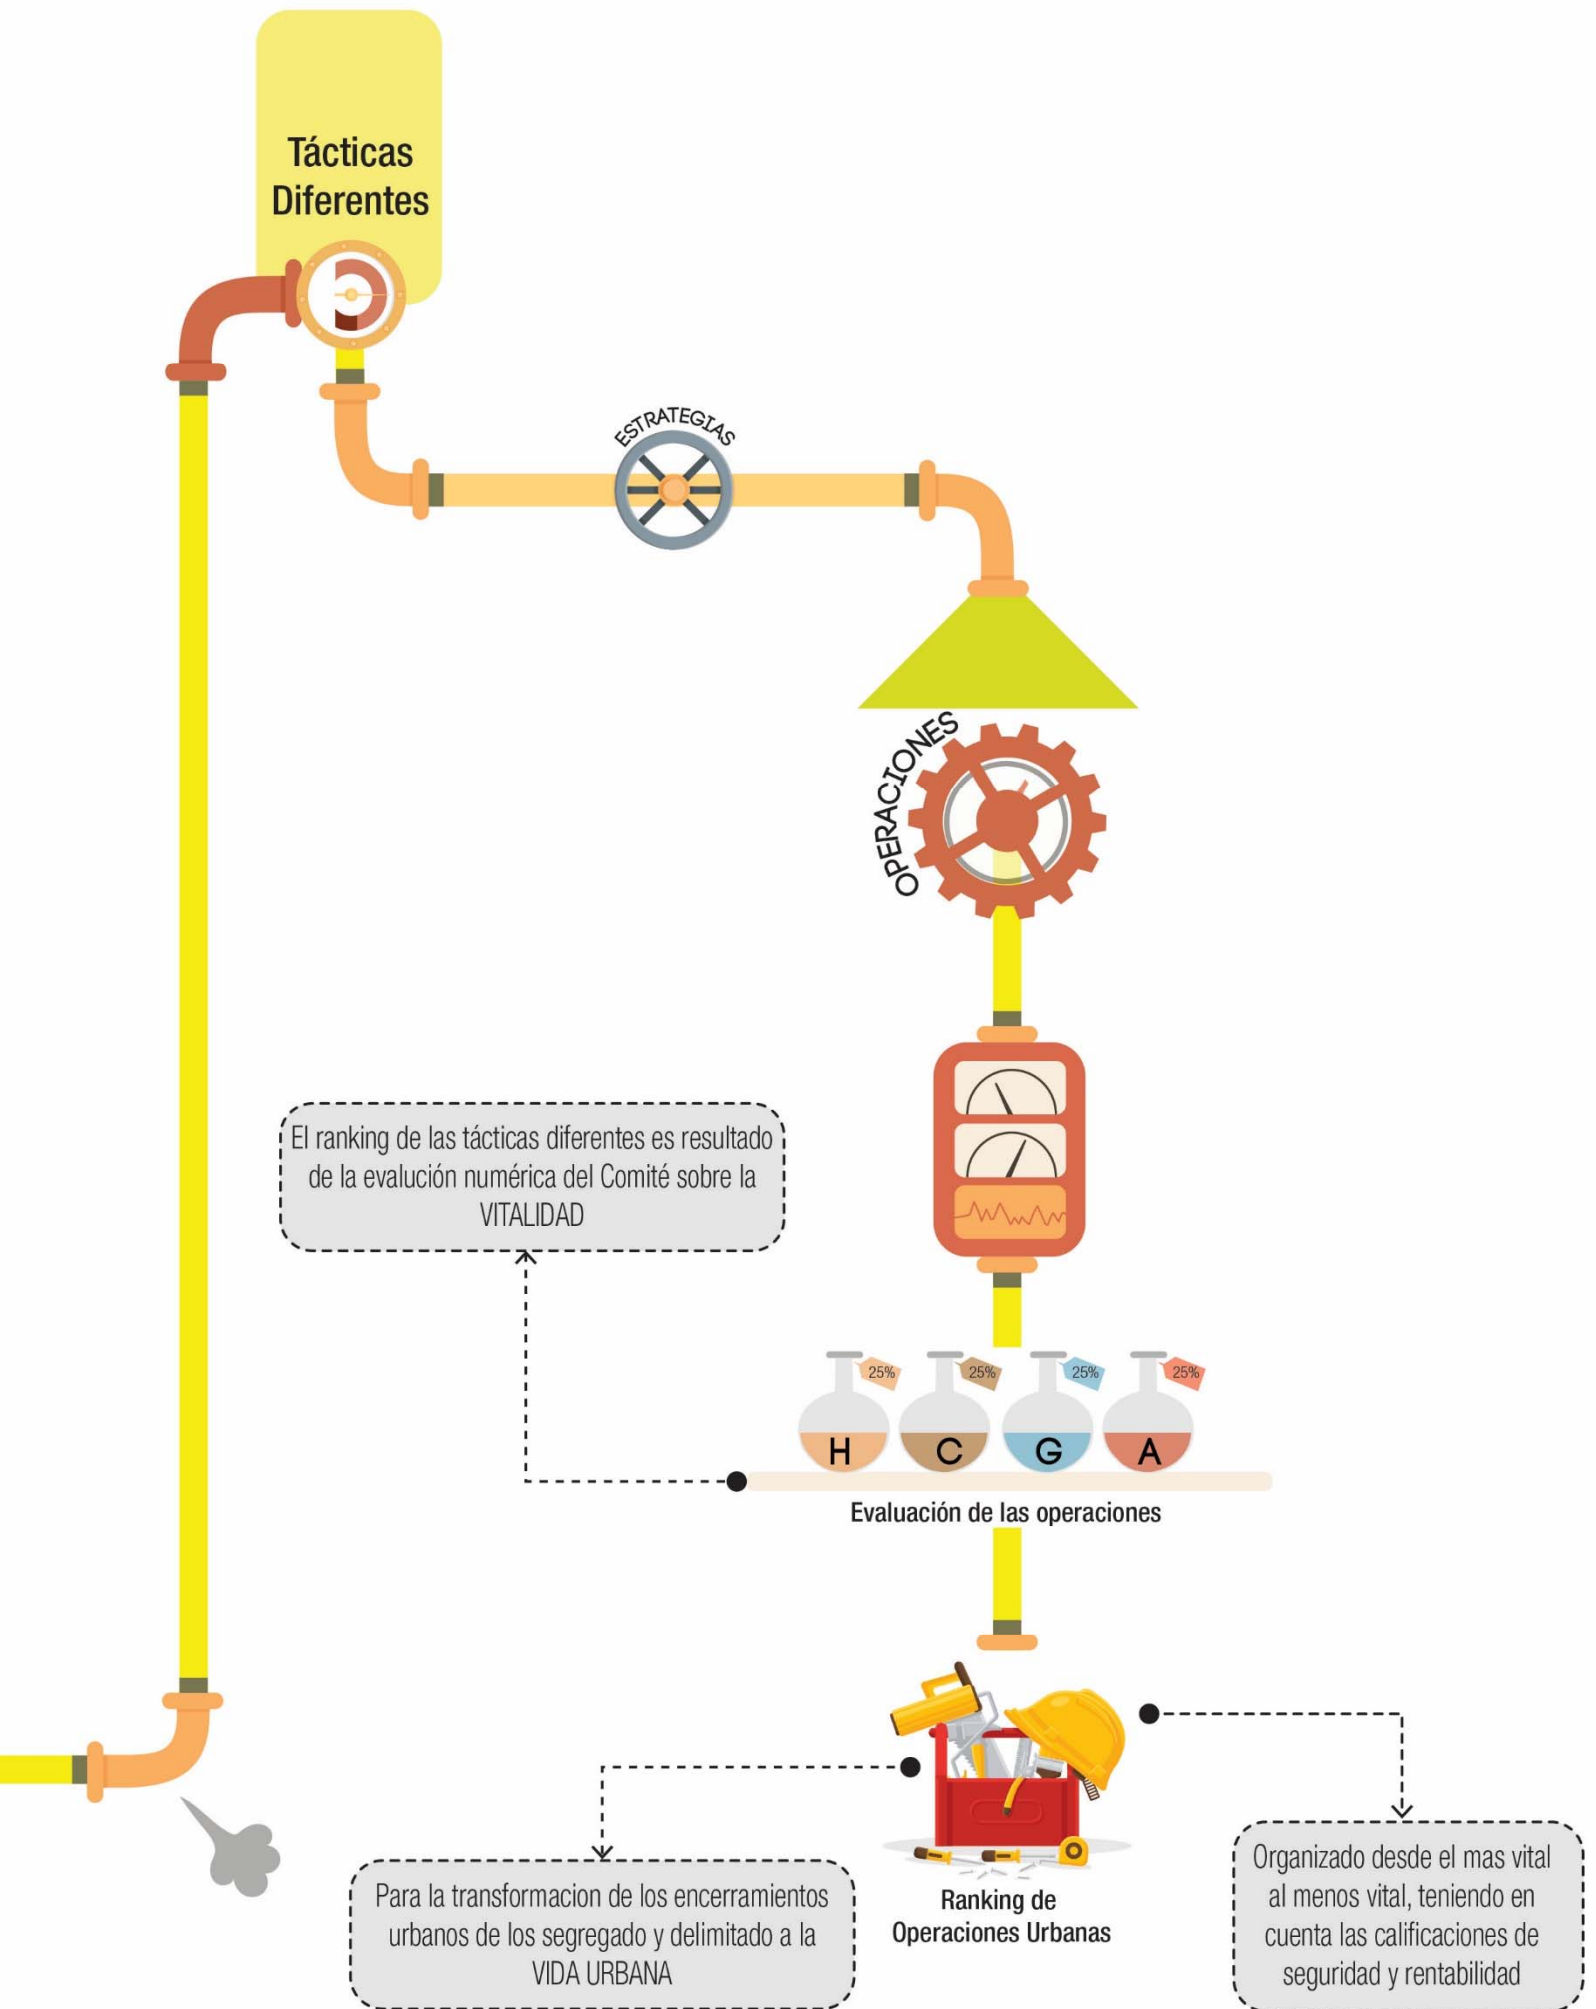 Tácticas
Diferentes
ESTRATEGIAS
OPERACIONES
El ranking de las tácticas diferentes es resultado
de la evalución numérica del Comité sobre la
VITALIDAD
25%
25%
25%
25%
H
C
G
A
Evaluación de las operaciones
Para la transformacion de los encerramientos
urbanos de los segregado y delimitado a la
VIDA URBANA
Ranking de
Operaciones Urbanas
Organizado desde el mas vital
al menos vital, teniendo en
cuenta las calificaciones de
seguridad y rentabilidad